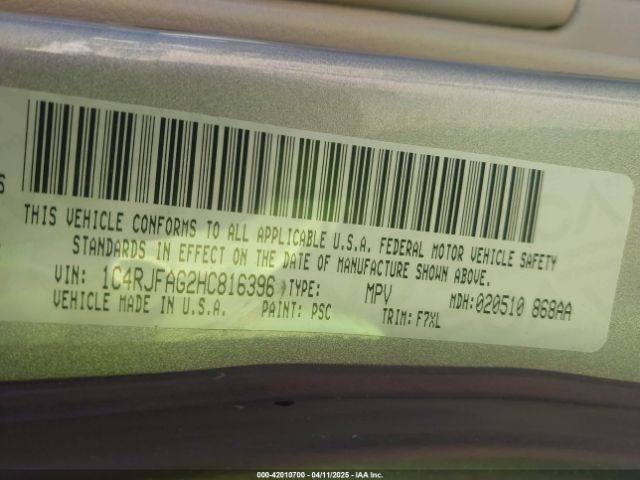 S
THIS VEHICLE CONFORMS TO ALL APPLICABLE U.S.A. FEDERAL MOTOR VEHICLE SAFETY
STANDARDS IN EFFECT ON THE DATE OF MANUFACTURE SHOWN ABOVE.
VIN: 1C4RJFAG2HC816396 TYPE: MPV MDH:020510 868AA
VEHICLE MADE IN U.S.A. PAINT: PSC TRIM: F7XL
000-42010700 - 04/11/2025 - IAA Inc.